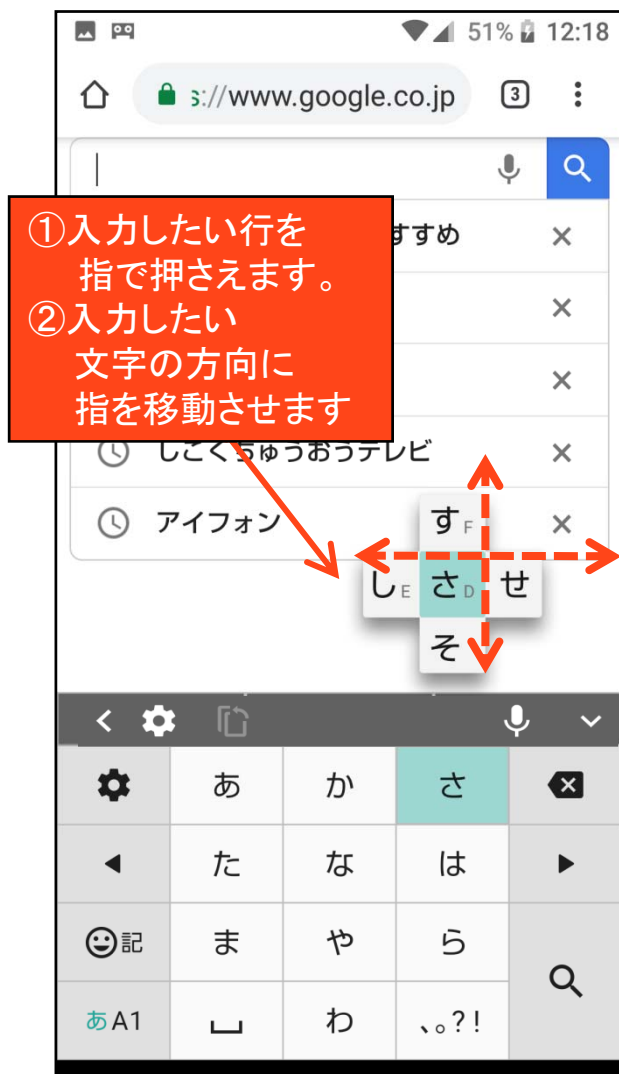 51% 12:18
s://www.google.co.jp 3
①入力したい行を
指で押さえます。
②入力したい
文字の方向に
指を移動させます
すすめ
しこくちゅうおうテレビ
アイフォン
す F
し E さ D せ
そ
あ か さ
た な は
記 ま や ら
あA1 わ 、。?!